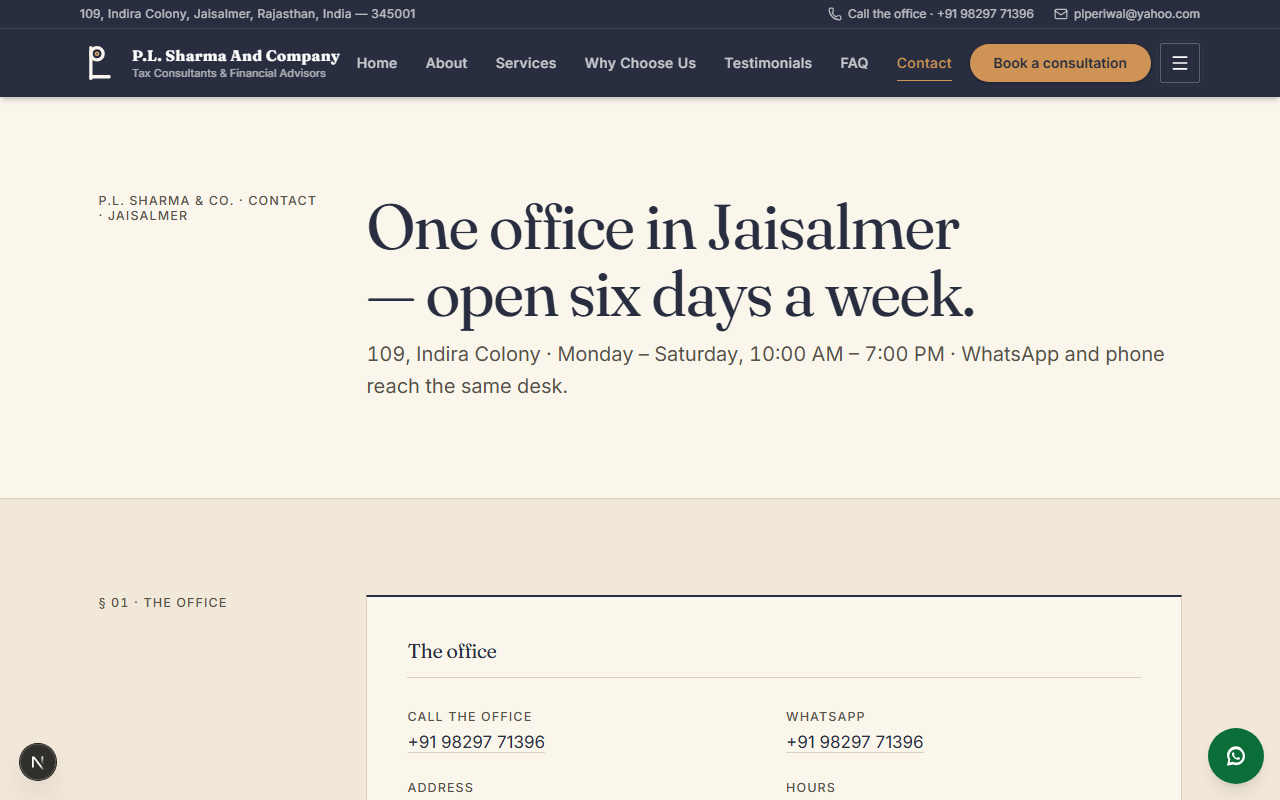 109, Indira Colony, Jaisalmer, Rajasthan, India — 345001
Call the office · +91 98297 71396
plperiwal@yahoo.com
P.L. Sharma And Company
Tax Consultants & Financial Advisors
Home
About
Services
Why Choose Us
Testimonials
FAQ
Contact
Book a consultation
P.L. SHARMA & CO. · CONTACT
· JAISALMER
One office in Jaisalmer
— open six days a week.
109, Indira Colony · Monday – Saturday, 10:00 AM – 7:00 PM · WhatsApp and phone
reach the same desk.
§ 01 · THE OFFICE
The office
CALL THE OFFICE
+91 98297 71396
WHATSAPP
+91 98297 71396
ADDRESS
HOURS
N